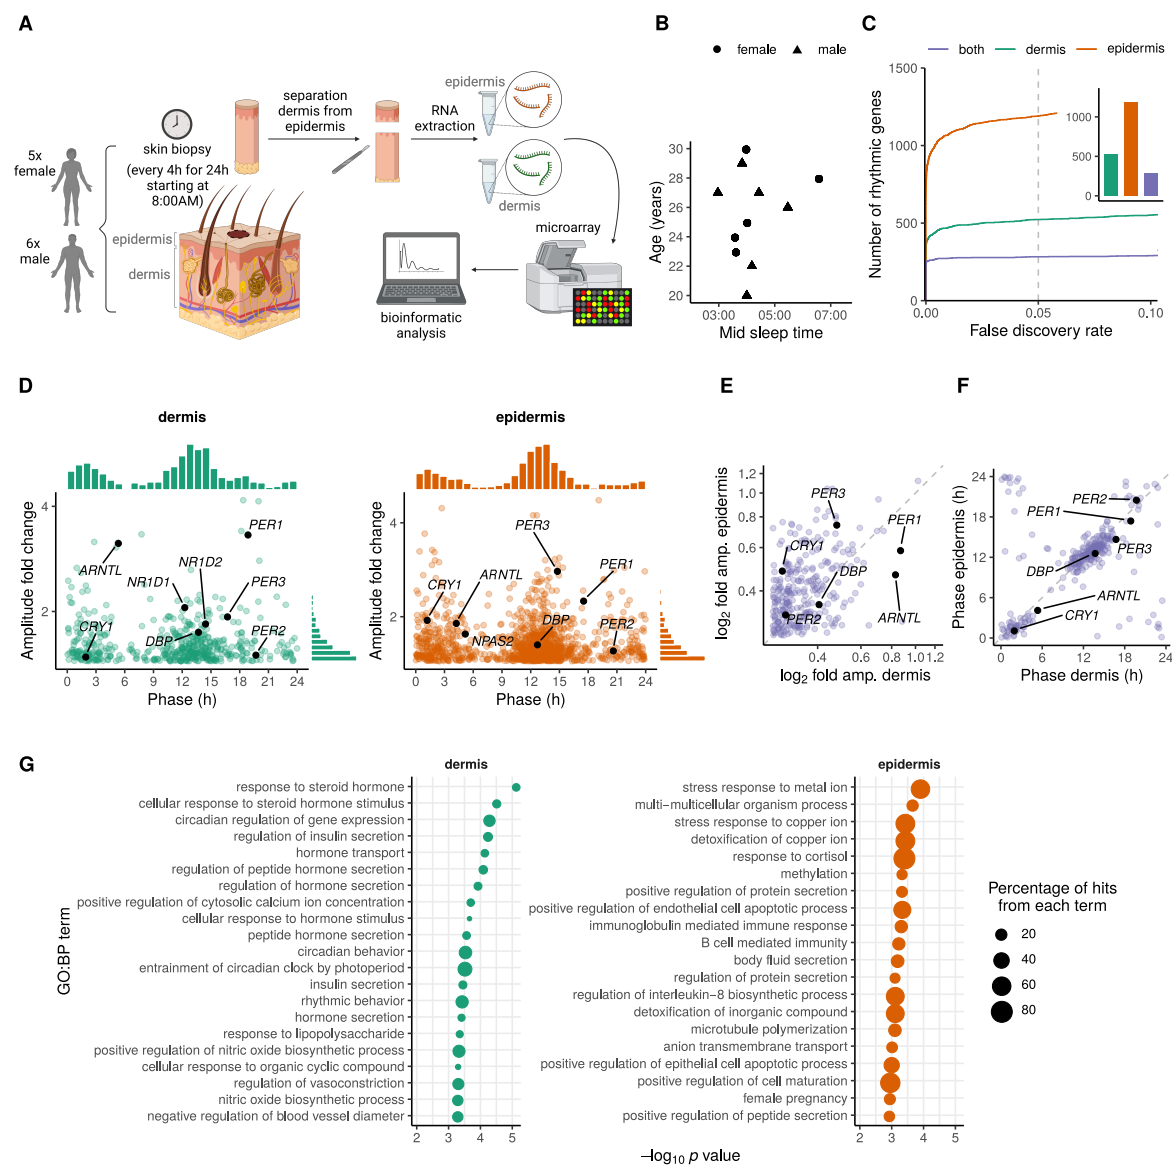 A
5x
female
6x
male
skin biopsy
(every 4h for 24h
starting at
8:00AM)
epidermis
dermis
separation
dermis from
epidermis
RNA
extraction
epidermis
dermis
microarray
bioinformatic
analysis
B
female
male
Age (years)
30
28
26
24
22
20
03:00 05:00 07:00
Mid sleep time
C
both dermis epidermis
Number of rhythmic genes
1500
1000
500
0
1000
500
0
0.00 0.05 0.10
False discovery rate
D
dermis
Amplitude fold change
4
2
PER1
ARNTL
NR1D2
NR1D1
PER3
CRY1
DBP
PER2
0 3 6 9 12 15 18 21 24
Phase (h)
epidermis
Amplitude fold change
4
2
PER3
CRY1
ARNTL
PER1
NPAS2
DBP
PER2
0 3 6 9 12 15 18 21 24
Phase (h)
E
log2 fold amp. epidermis
1.2
1.0
0.8
0.6
0.4
PER3
PER1
CRY1
DBP
PER2
ARNTL
0.4 0.6 0.8 1.0 1.2
log2 fold amp. dermis
F
Phase epidermis (h)
24
18
12
6
0
PER2
PER1
PER3
DBP
ARNTL
CRY1
0 6 12 18 24
Phase dermis (h)
G
GO:BP term
dermis
response to steroid hormone
cellular response to steroid hormone stimulus
circadian regulation of gene expression
regulation of insulin secretion
hormone transport
regulation of peptide hormone secretion
regulation of hormone secretion
positive regulation of cytosolic calcium ion concentration
cellular response to hormone stimulus
peptide hormone secretion
circadian behavior
entrainment of circadian clock by photoperiod
insulin secretion
rhythmic behavior
hormone secretion
response to lipopolysaccharide
positive regulation of nitric oxide biosynthetic process
cellular response to organic cyclic compound
regulation of vasoconstriction
nitric oxide biosynthetic process
negative regulation of blood vessel diameter
2 3 4 5
epidermis
stress response to metal ion
multi−multicellular organism process
stress response to copper ion
detoxification of copper ion
response to cortisol
methylation
positive regulation of protein secretion
positive regulation of endothelial cell apoptotic process
immunoglobulin mediated immune response
B cell mediated immunity
body fluid secretion
regulation of protein secretion
regulation of interleukin−8 biosynthetic process
detoxification of inorganic compound
microtubule polymerization
anion transmembrane transport
positive regulation of epithelial cell apoptotic process
positive regulation of cell maturation
female pregnancy
positive regulation of peptide secretion
2 3 4 5
−log10 p value
Percentage of hits
from each term
20
40
60
80